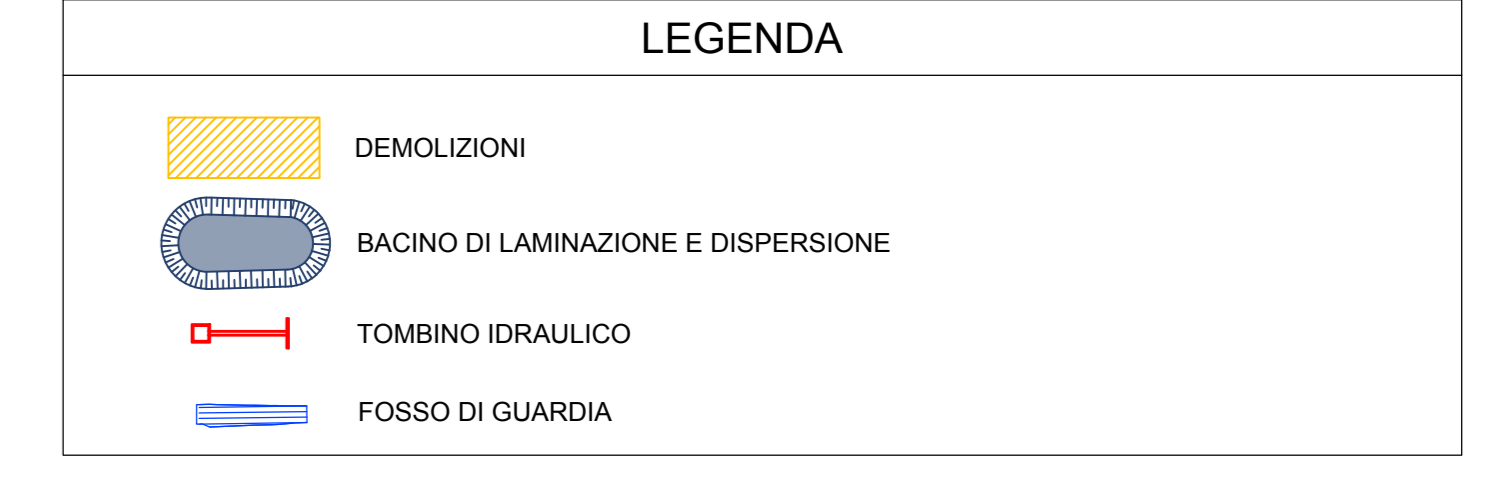 LEGENDA
DEMOLIZIONI
BACINO DI LAMINAZIONE E DISPERSIONE
TOMBINO IDRAULICO
FOSSO DI GUARDIA